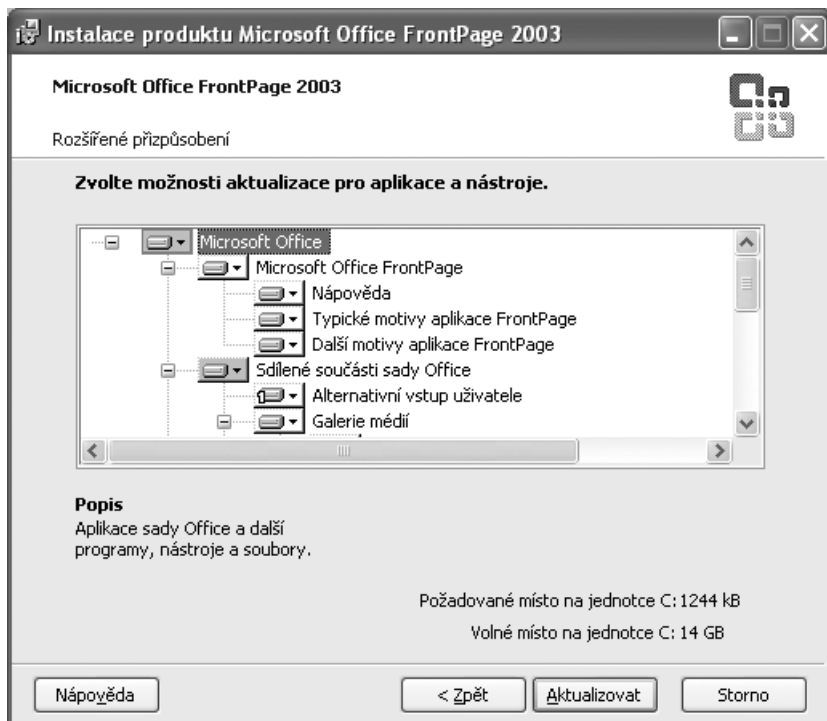 Instalace produktu Microsoft Office FrontPage 2003
Microsoft Office FrontPage 2003
Rozšířené přizpůsobení
Zvolte možnosti aktualizace pro aplikace a nástroje.
Microsoft Office
Microsoft Office FrontPage
Nápověda
Typické motivy aplikace FrontPage
Další motivy aplikace FrontPage
Sdílené součásti sady Office
Alternativní vstup uživatele
Galerie médií
Popis
Aplikace sady Office a další
programy, nástroje a soubory.
Požadované místo na jednotce C: 1244 kB
Volné místo na jednotce C: 14 GB
Nápověda
< Zpět
Aktualizovat
Storno